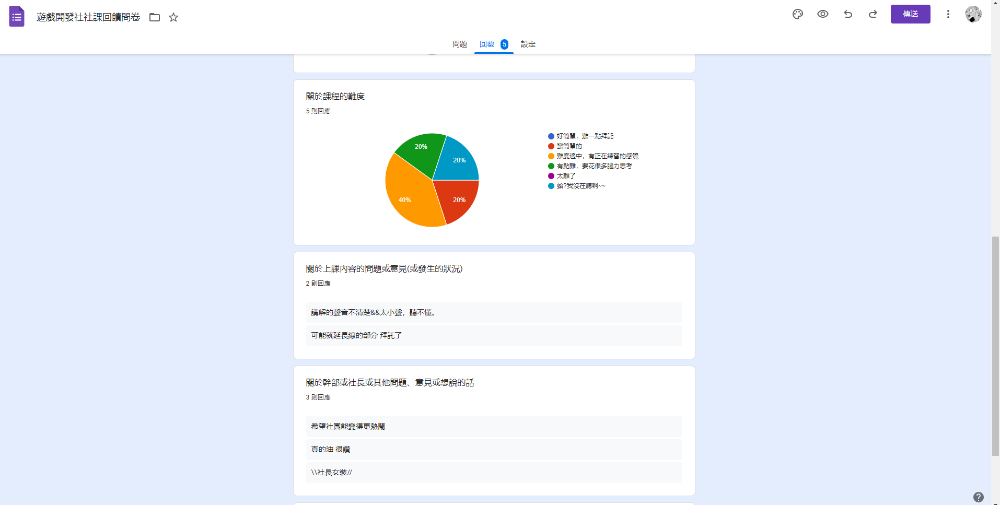 遊戲開發社社課回饋問卷
傳送
問題
回覆 5
設定
關於課程的難度
5 則回應
20%
20%
40%
20%
好簡單，難一點拜託
蠻簡單的
難度適中，有正在練習的感覺
有點難，要花很多腦力思考
太難了
蛤?我沒在聽啊~~
關於上課內容的問題或意見(或發生的狀況)
2 則回應
講解的聲音不清楚&&太小聲，聽不懂。
可能就延長線的部分 拜託了
關於幹部或社長或其他問題、意見或想說的話
3 則回應
希望社團能變得更熱鬧
真的油 很讚
\\社長女裝//